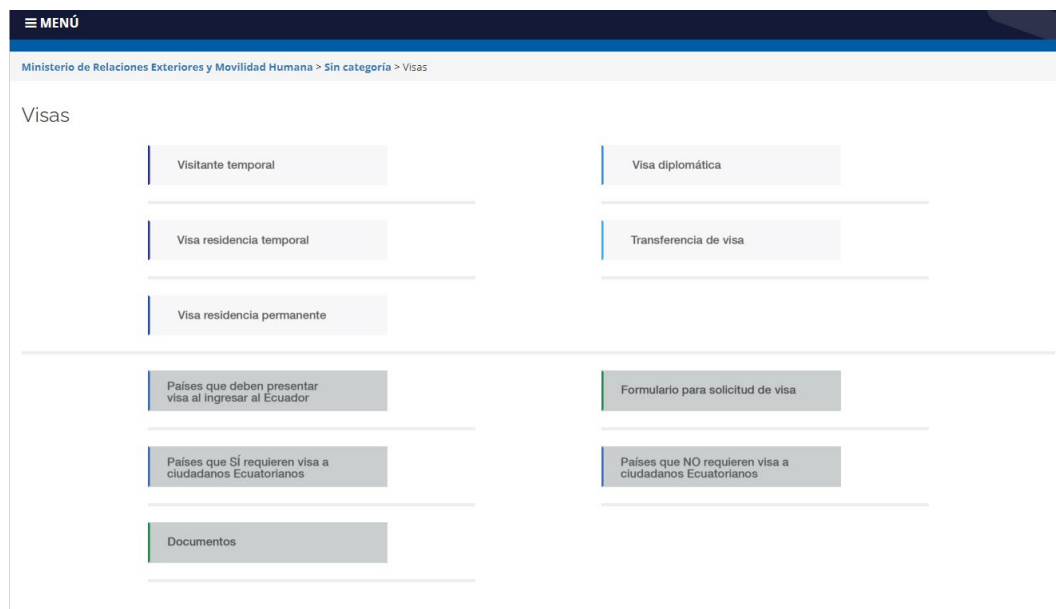 ≡ MENÚ
Ministerio de Relaciones Exteriores y Movilidad Humana > Sin categoría > Visas
Visas
Visitante temporal
Visa diplomática
Visa residencia temporal
Transferencia de visa
Visa residencia permanente
Países que deben presentar
visa al ingresar al Ecuador
Formulario para solicitud de visa
Países que SÍ requieren visa a
ciudadanos Ecuatorianos
Países que NO requieren visa a
ciudadanos Ecuatorianos
Documentos